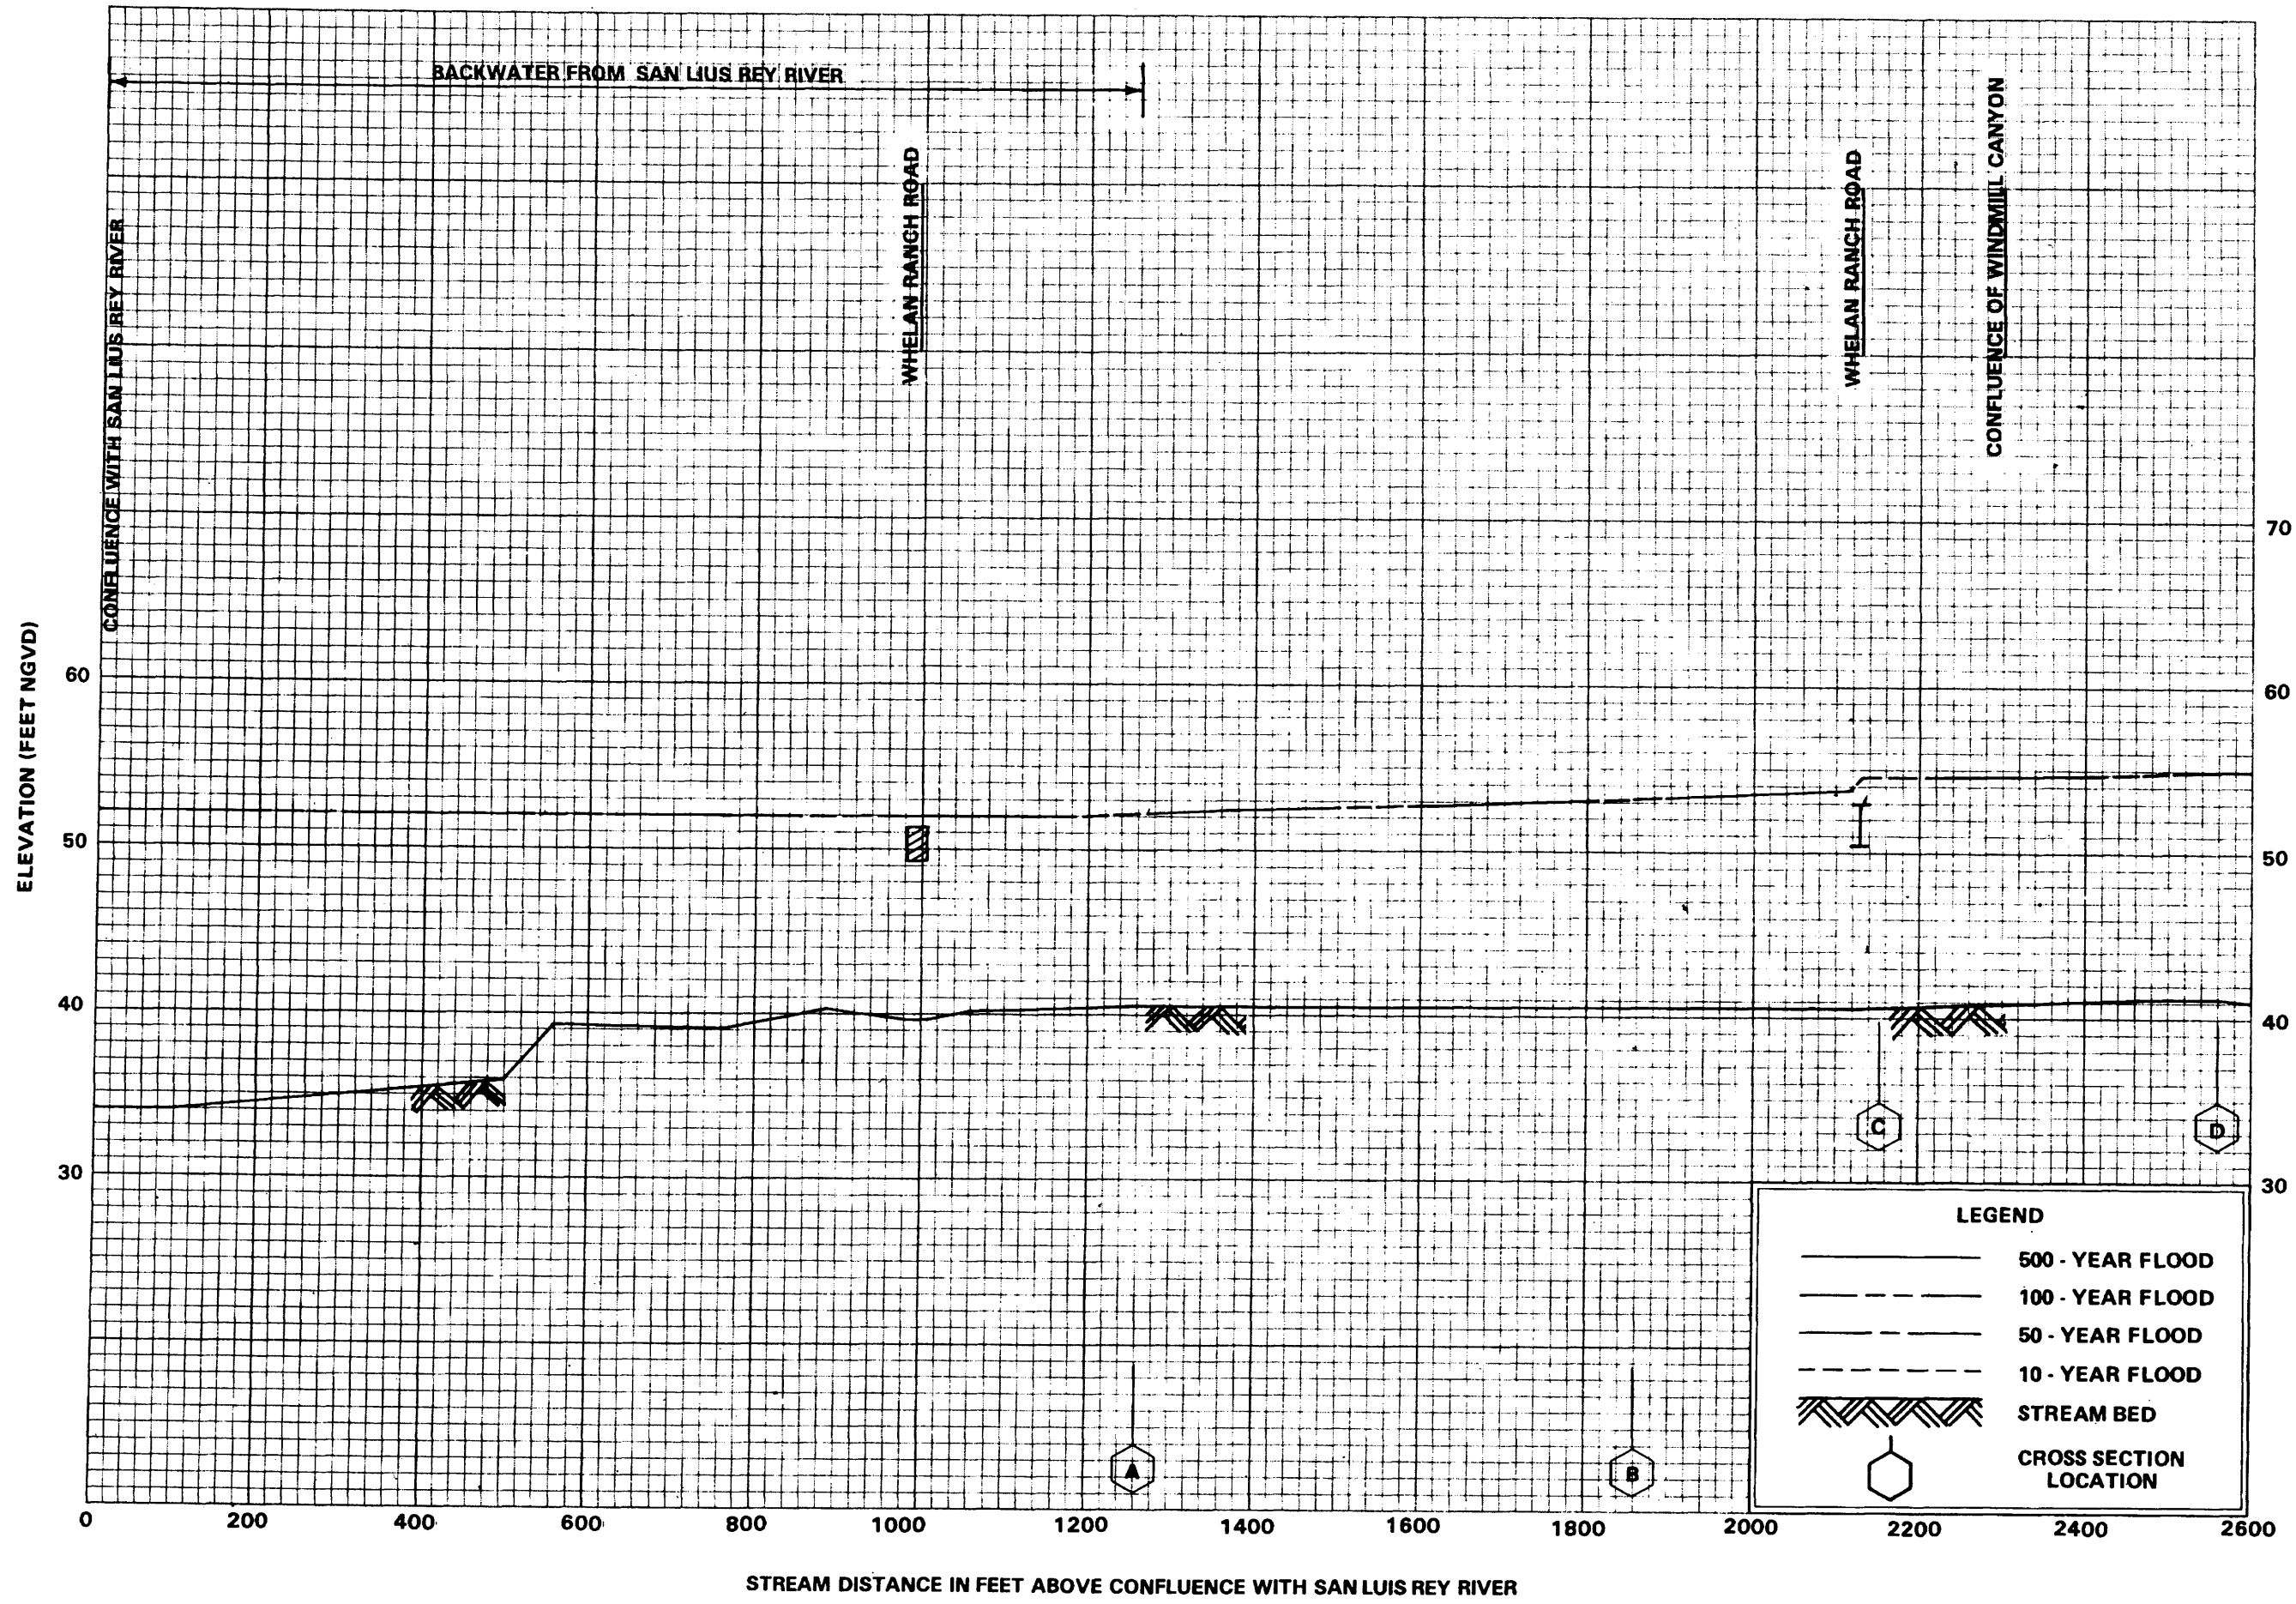 BACKWATER FROM SAN LIUS REY RIVER
CONFLUENCE WITH SAN LIUS REY RIVER
WHELAN RANCH ROAD
WHELAN RANCH ROAD
CONFLUENCE OF WINDMILL CANYON
ELEVATION (FEET NGVD)
60
50
40
30
70
60
50
40
30
A
B
C
D
LEGEND
500 - YEAR FLOOD
100 - YEAR FLOOD
50 - YEAR FLOOD
10 - YEAR FLOOD
STREAM BED
CROSS SECTION
LOCATION
0 200 400 600 800 1000 1200 1400 1600 1800 2000 2200 2400 2600
STREAM DISTANCE IN FEET ABOVE CONFLUENCE WITH SAN LUIS REY RIVER